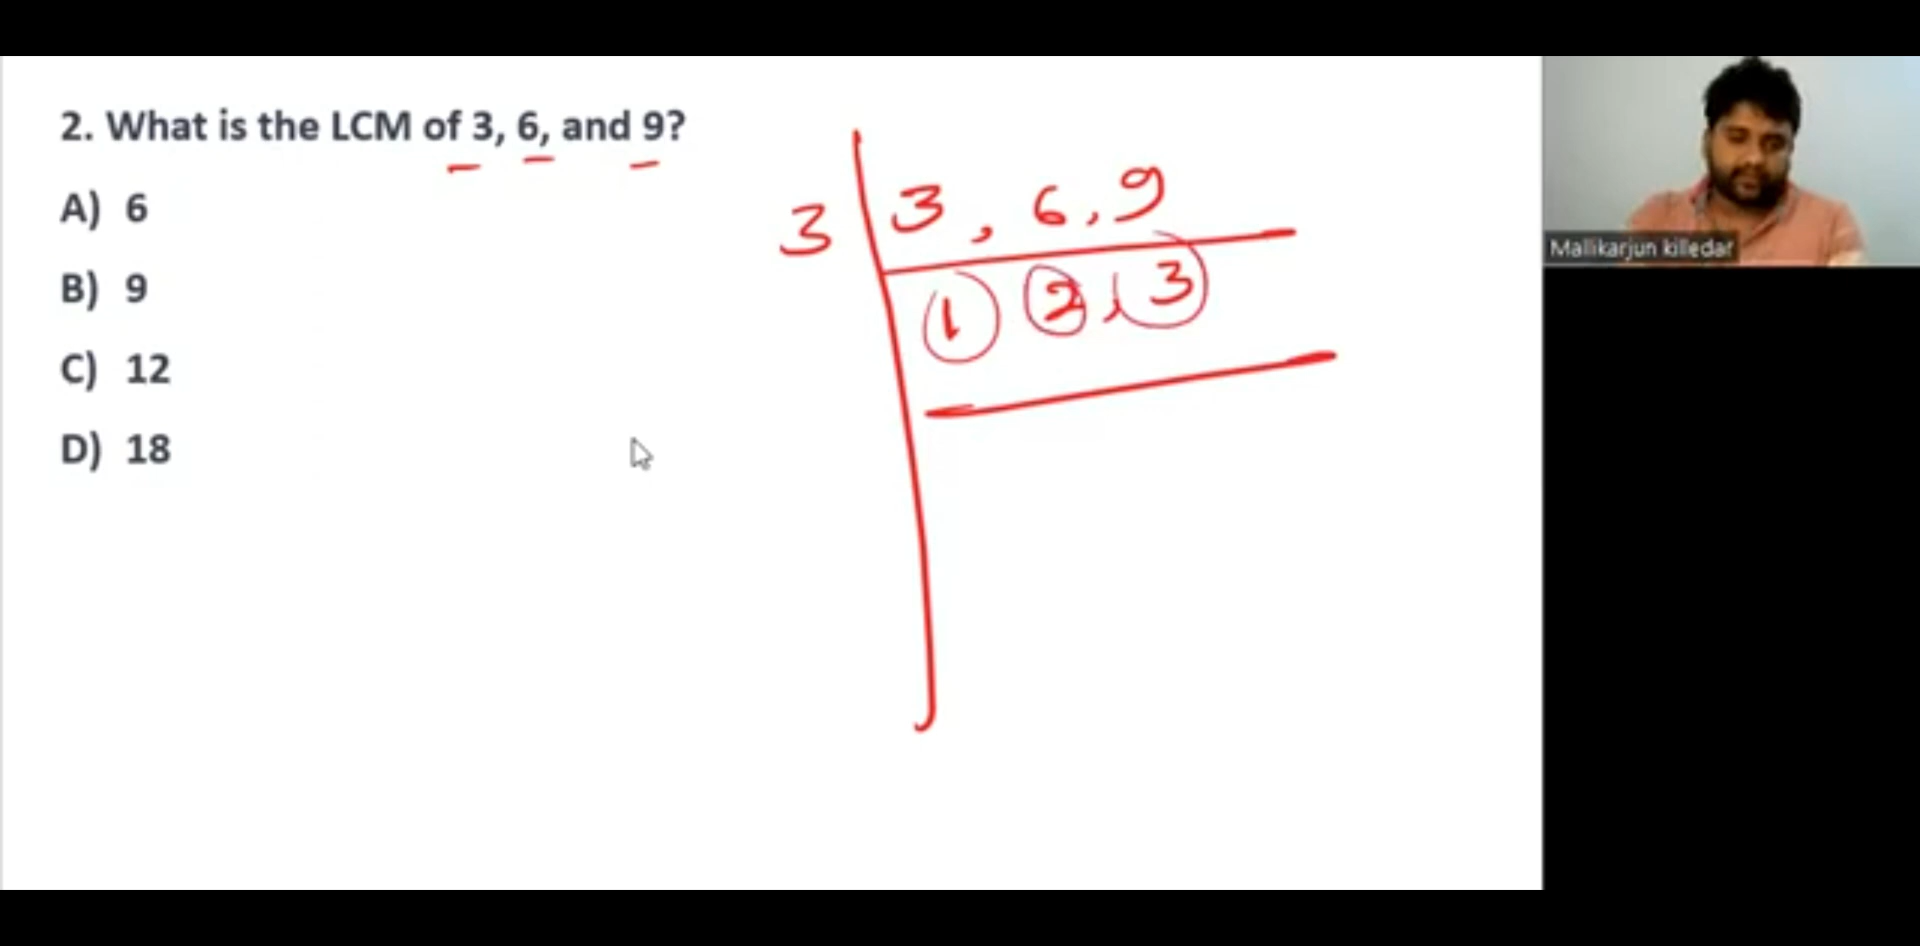 2. What is the LCM of 3, 6, and 9?
A) 6
B) 9
C) 12
D) 18
3 3, 6, 9
1 2, 3
Mallikarjun killedar